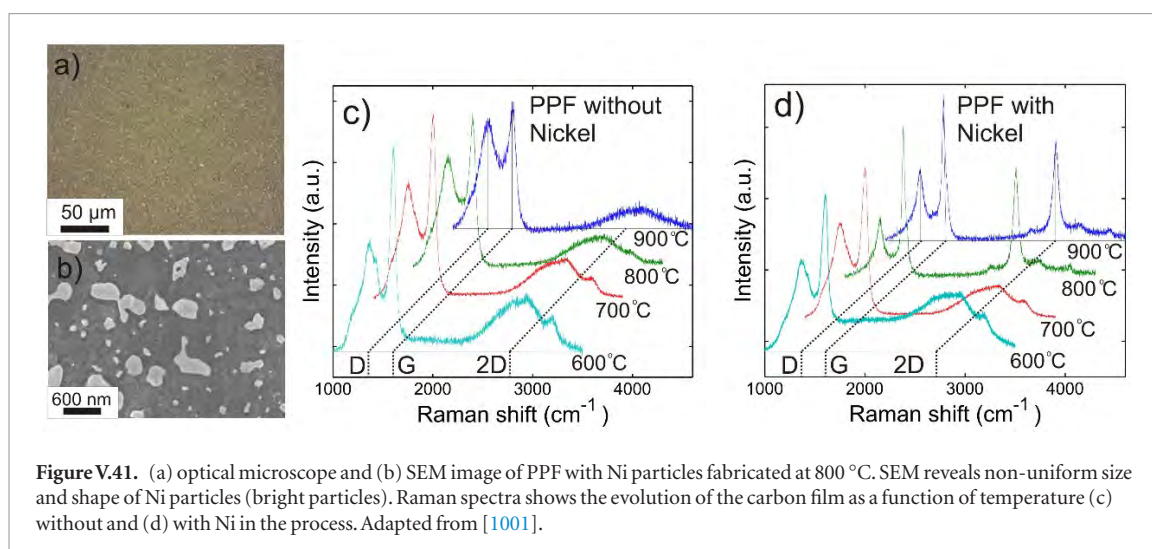 a)
50 µm
b)
600 nm
c)
PPF without
Nickel
Intensity (a.u.)
900°C
800°C
700°C
600°C
D
G
2D
1000
2000
3000
4000
Raman shift (cm⁻¹)
d)
PPF with
Nickel
Intensity (a.u.)
900°C
800°C
700°C
600°C
D
G
2D
1000
2000
3000
4000
Raman shift (cm⁻¹)
Figure V.41. (a) optical microscope and (b) SEM image of PPF with Ni particles fabricated at 800 °C. SEM reveals non-uniform size
and shape of Ni particles (bright particles). Raman spectra shows the evolution of the carbon film as a function of temperature (c)
without and (d) with Ni in the process. Adapted from [1001].